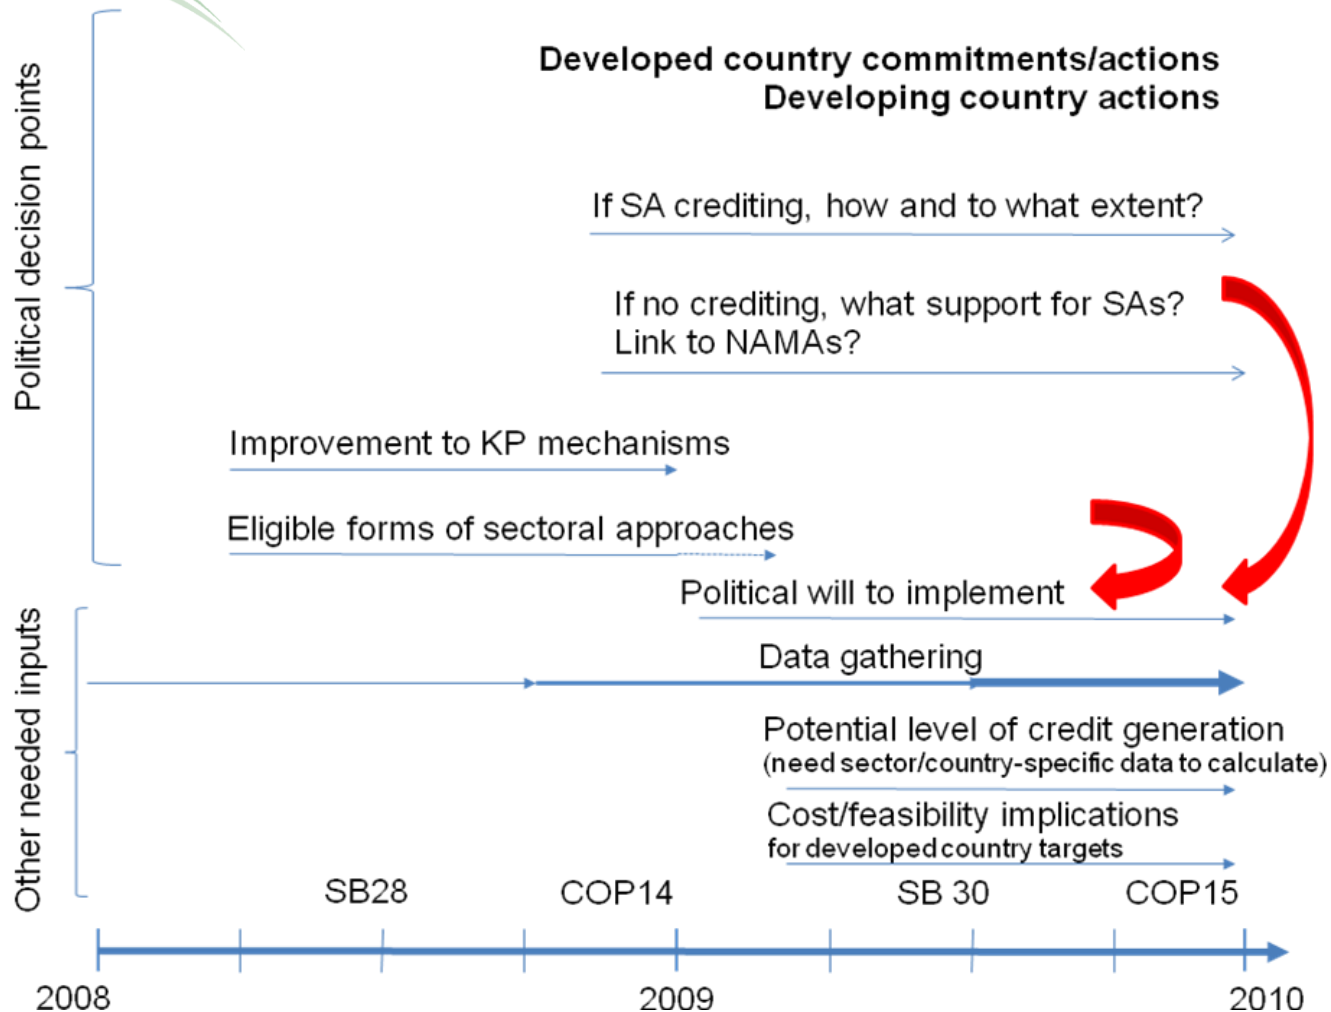 Political decision points
Developed country commitments/actions
Developing country actions
If SA crediting, how and to what extent?
If no crediting, what support for SAs?
Link to NAMAs?
Improvement to KP mechanisms
Eligible forms of sectoral approaches
Other needed inputs
Political will to implement
Data gathering
Potential level of credit generation
(need sector/country-specific data to calculate)
Cost/feasibility implications
for developed country targets
SB28 COP14 SB 30 COP15
2008 2009 2010